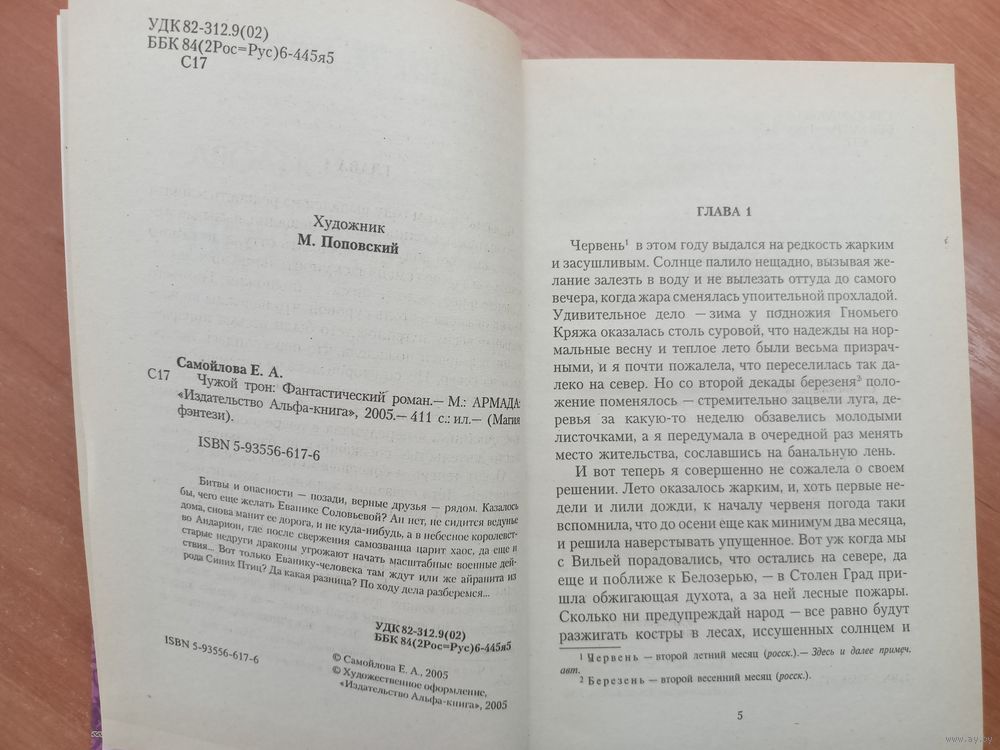 УДК 82-312.9(02)
ББК 84(2Рос=Рус)6-445я5
С17
Художник
М. Поповский
Самойлова Е. А.
С17 Чужой трон: Фантастический роман.— М.: АРМАДА:
«Издательство Альфа-книга», 2005.— 411 с.: ил.— (Магия
фэнтези).
ISBN 5-93556-617-6
Битвы и опасности — позади, верные друзья — рядом. Казалось
бы, чего еще желать Еванике Соловьевой? Ан нет, не сидится ведунье
дома, снова манит ее дорога, и не куда-нибудь, а в небесное королевст-
во Андарион, где после свержения самозванца царит хаос, да еще и
старые недруги драконы угрожают начать масштабные военные дей-
ствия... Вот только Еванику-человека там ждут или же айранита из
рода Синих Птиц? Да какая разница? По ходу дела разберемся...
УДК 82-312.9(02)
ББК 84(2Рос=Рус)6-445я5
ISBN 5-93556-617-6
© Самойлова Е. А., 2005
© Художественное оформление,
«Издательство Альфа-книга», 2005
ГЛАВА 1
Червень¹ в этом году выдался на редкость жарким
и засушливым. Солнце палило нещадно, вызывая же-
лание залезть в воду и не вылезать оттуда до самого
вечера, когда жара сменялась упоительной прохладой.
Удивительное дело — зима у подножия Гномьего
Кряжа оказалась столь суровой, что надежды на нор-
мальные весну и теплое лето были весьма призрач-
ными, и я почти пожалела, что переселилась так да-
леко на север. Но со второй декады березеня² поло-
жение поменялось — стремительно зацвели луга, де-
ревья за какую-то неделю обзавелись молодыми
листочками, а я передумала в очередной раз менять
место жительства, сославшись на банальную лень.
И вот теперь я совершенно не сожалела о своем
решении. Лето оказалось жарким, и, хоть первые не-
дели и лили дожди, к началу червеня погода таки
вспомнила, что до осени еще как минимум два месяца,
и решила наверстывать упущенное. Вот уж когда мы
с Вильей порадовались, что остались на севере, да
еще и поближе к Белозерью, — в Столен Град при-
шла обжигающая духота, а за ней лесные пожары.
Сколько ни предупреждай народ — все равно будут
разжигать костры в лесах, иссушенных солнцем и
¹ Червень — второй летний месяц (росск.).— Здесь и далее примеч.
авт.
² Березень — второй весенний месяц (росск.).
5
www.ay.by